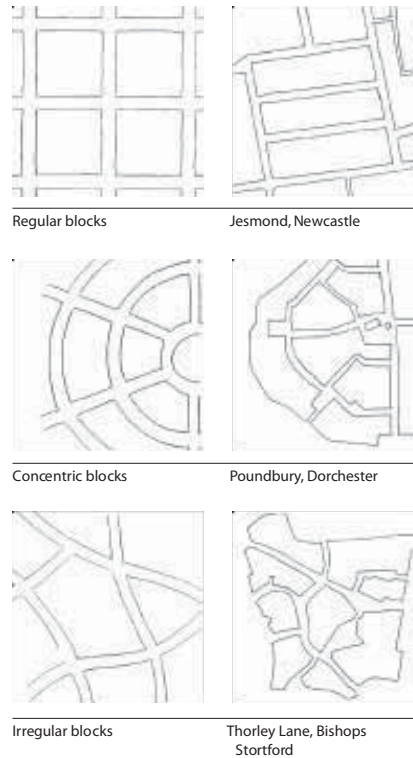 Regular blocks
Jesmond, Newcastle
Concentric blocks
Poundbury, Dorchester
Irregular blocks
Thorley Lane, Bishops
Stortford